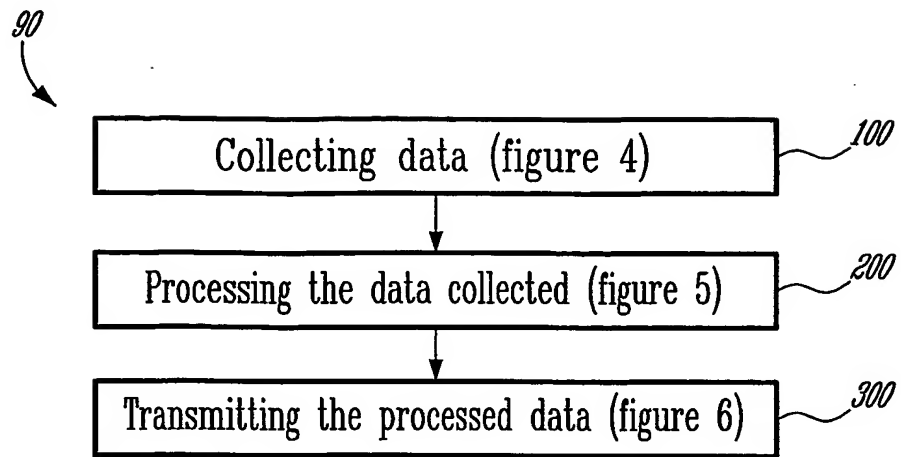 90
Collecting data (figure 4)
100
Processing the data collected (figure 5)
200
Transmitting the processed data (figure 6)
300